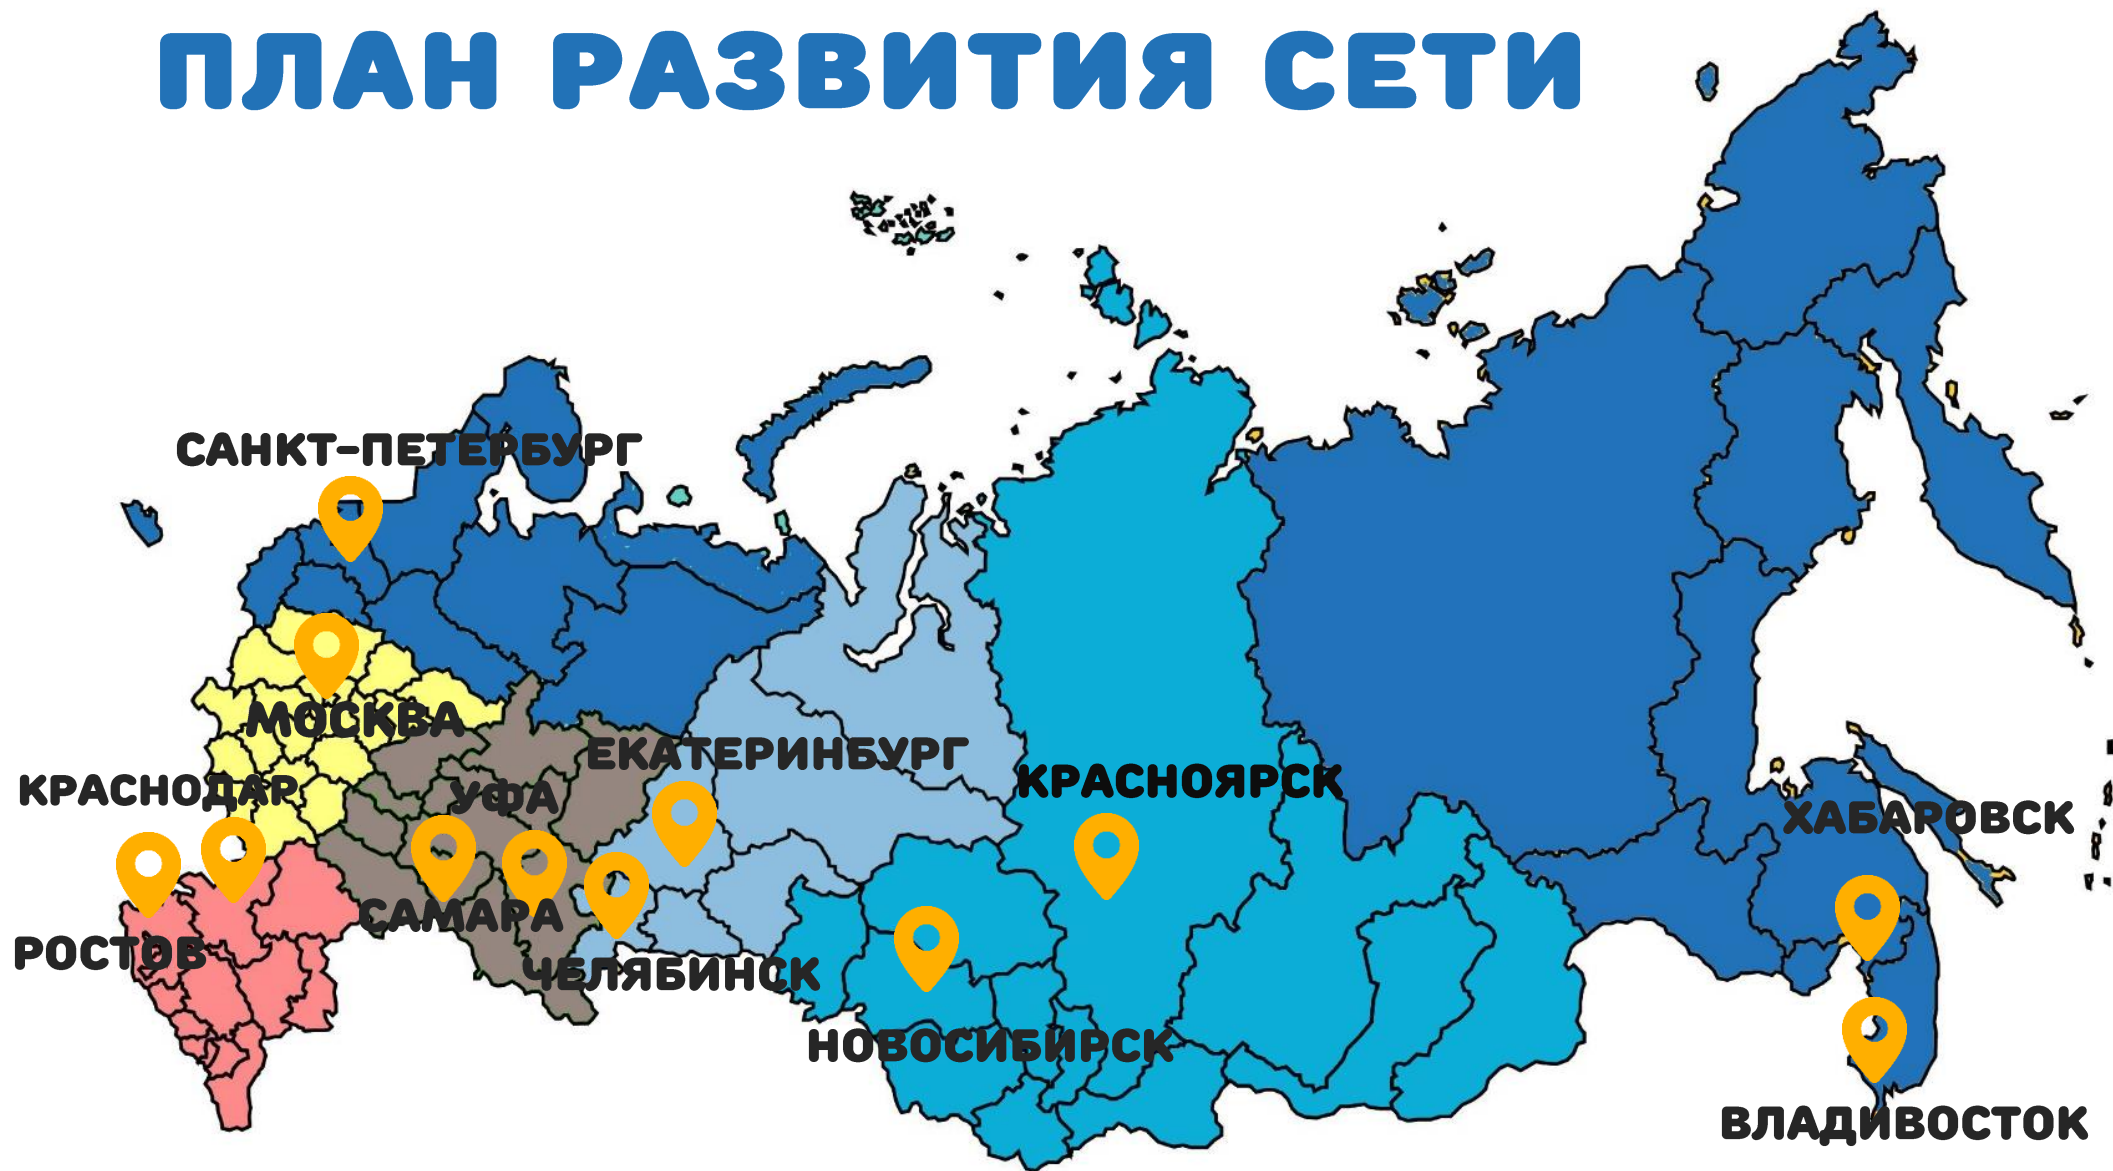 ПЛАН РАЗВИТИЯ СЕТИ
САНКТ-ПЕТЕРБУРГ
МОСКВА
ЕКАТЕРИНБУРГ
КРАСНОДАР
УФА
КРАСНОЯРСК
ХАБАРОВСК
САМАРА
РОСТОВ
ЧЕЛЯБИНСК
НОВОСИБИРСК
ВЛАДИВОСТОК